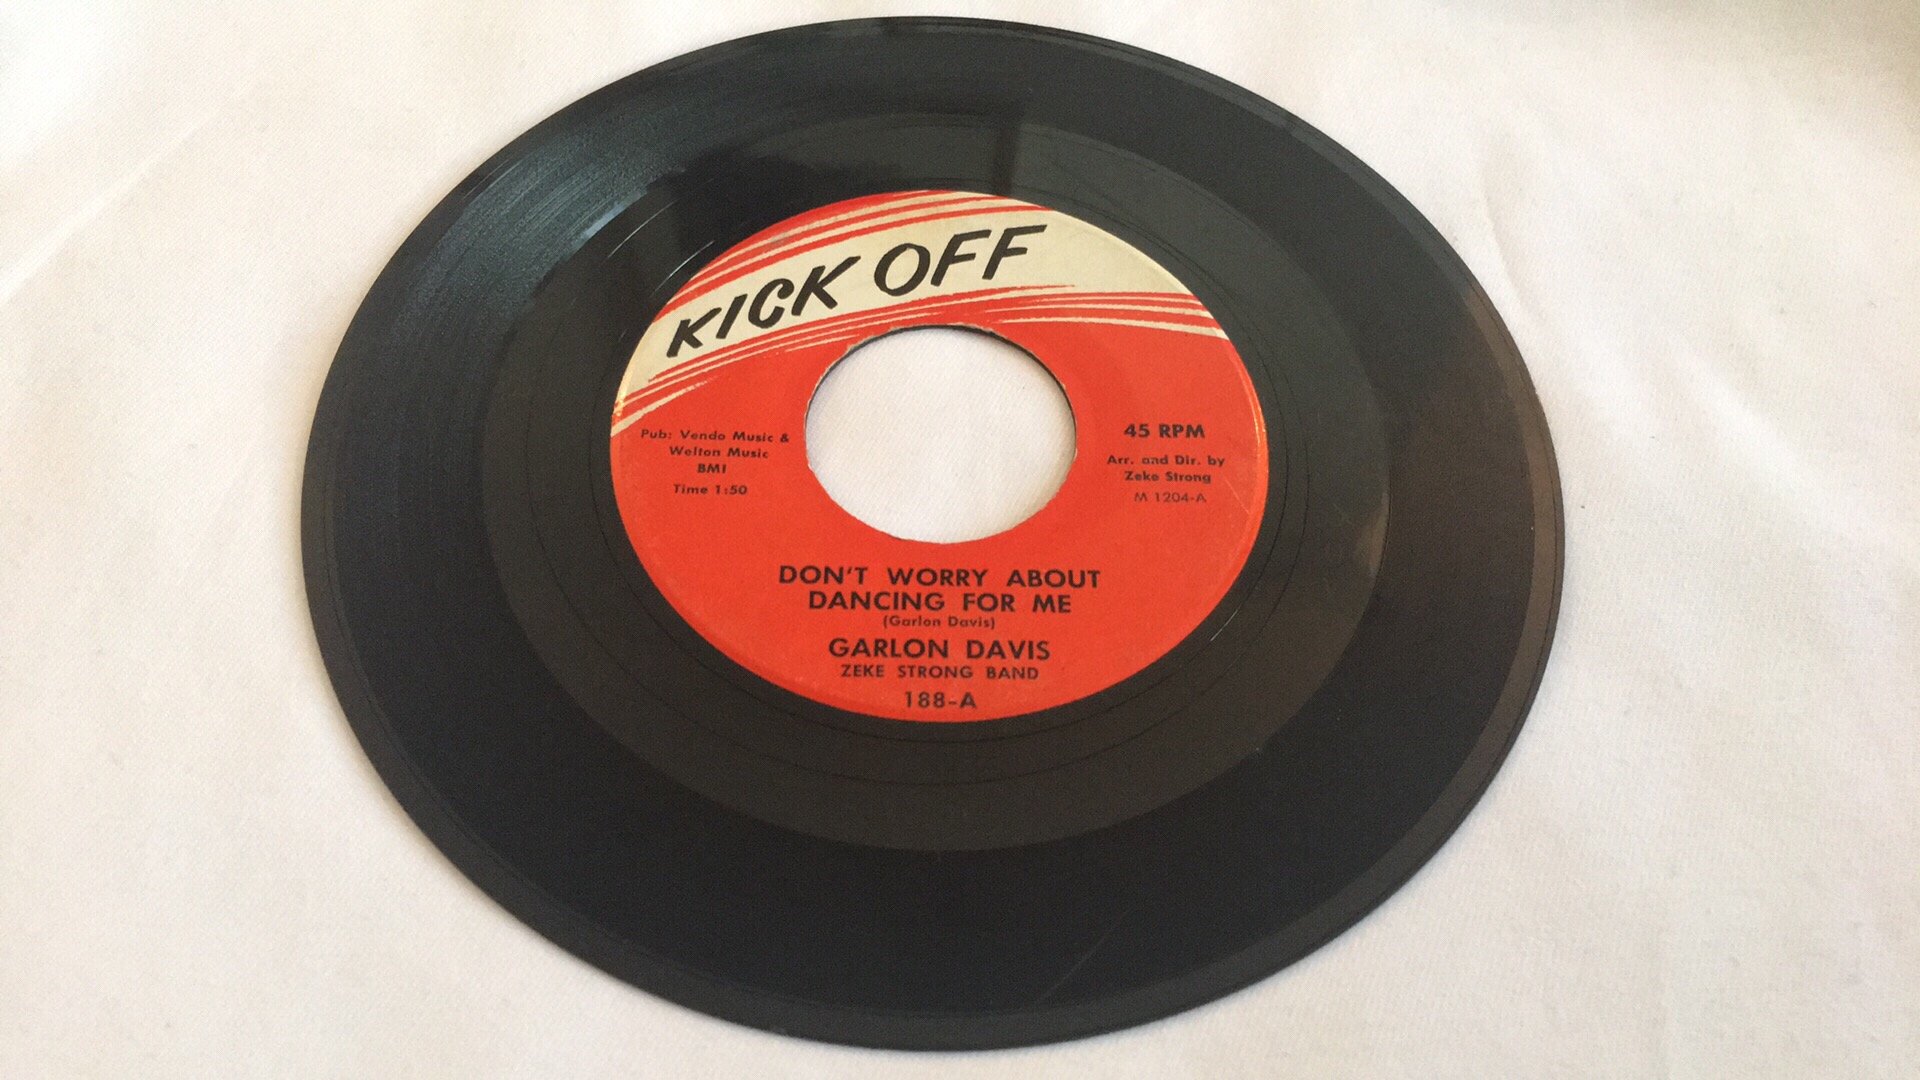 KICK OFF
Pub: Vendo Music &
Welton Music
BMI
Time 1:50
45 RPM
Arr. and Dir. by
Zeke Strong
M 1204-A
DON'T WORRY ABOUT
DANCING FOR ME
(Garlon Davis)
GARLON DAVIS
ZEKE STRONG BAND
188-A